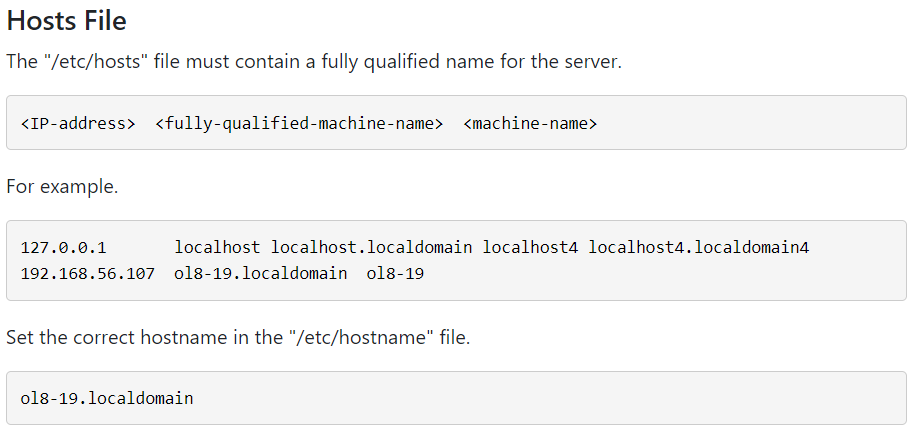 Hosts File
The "/etc/hosts" file must contain a fully qualified name for the server.
<IP-address>  <fully-qualified-machine-name>  <machine-name>
For example.
127.0.0.1       localhost localhost.localdomain localhost4 localhost4.localdomain4
192.168.56.107  ol8-19.localdomain  ol8-19
Set the correct hostname in the "/etc/hostname" file.
ol8-19.localdomain